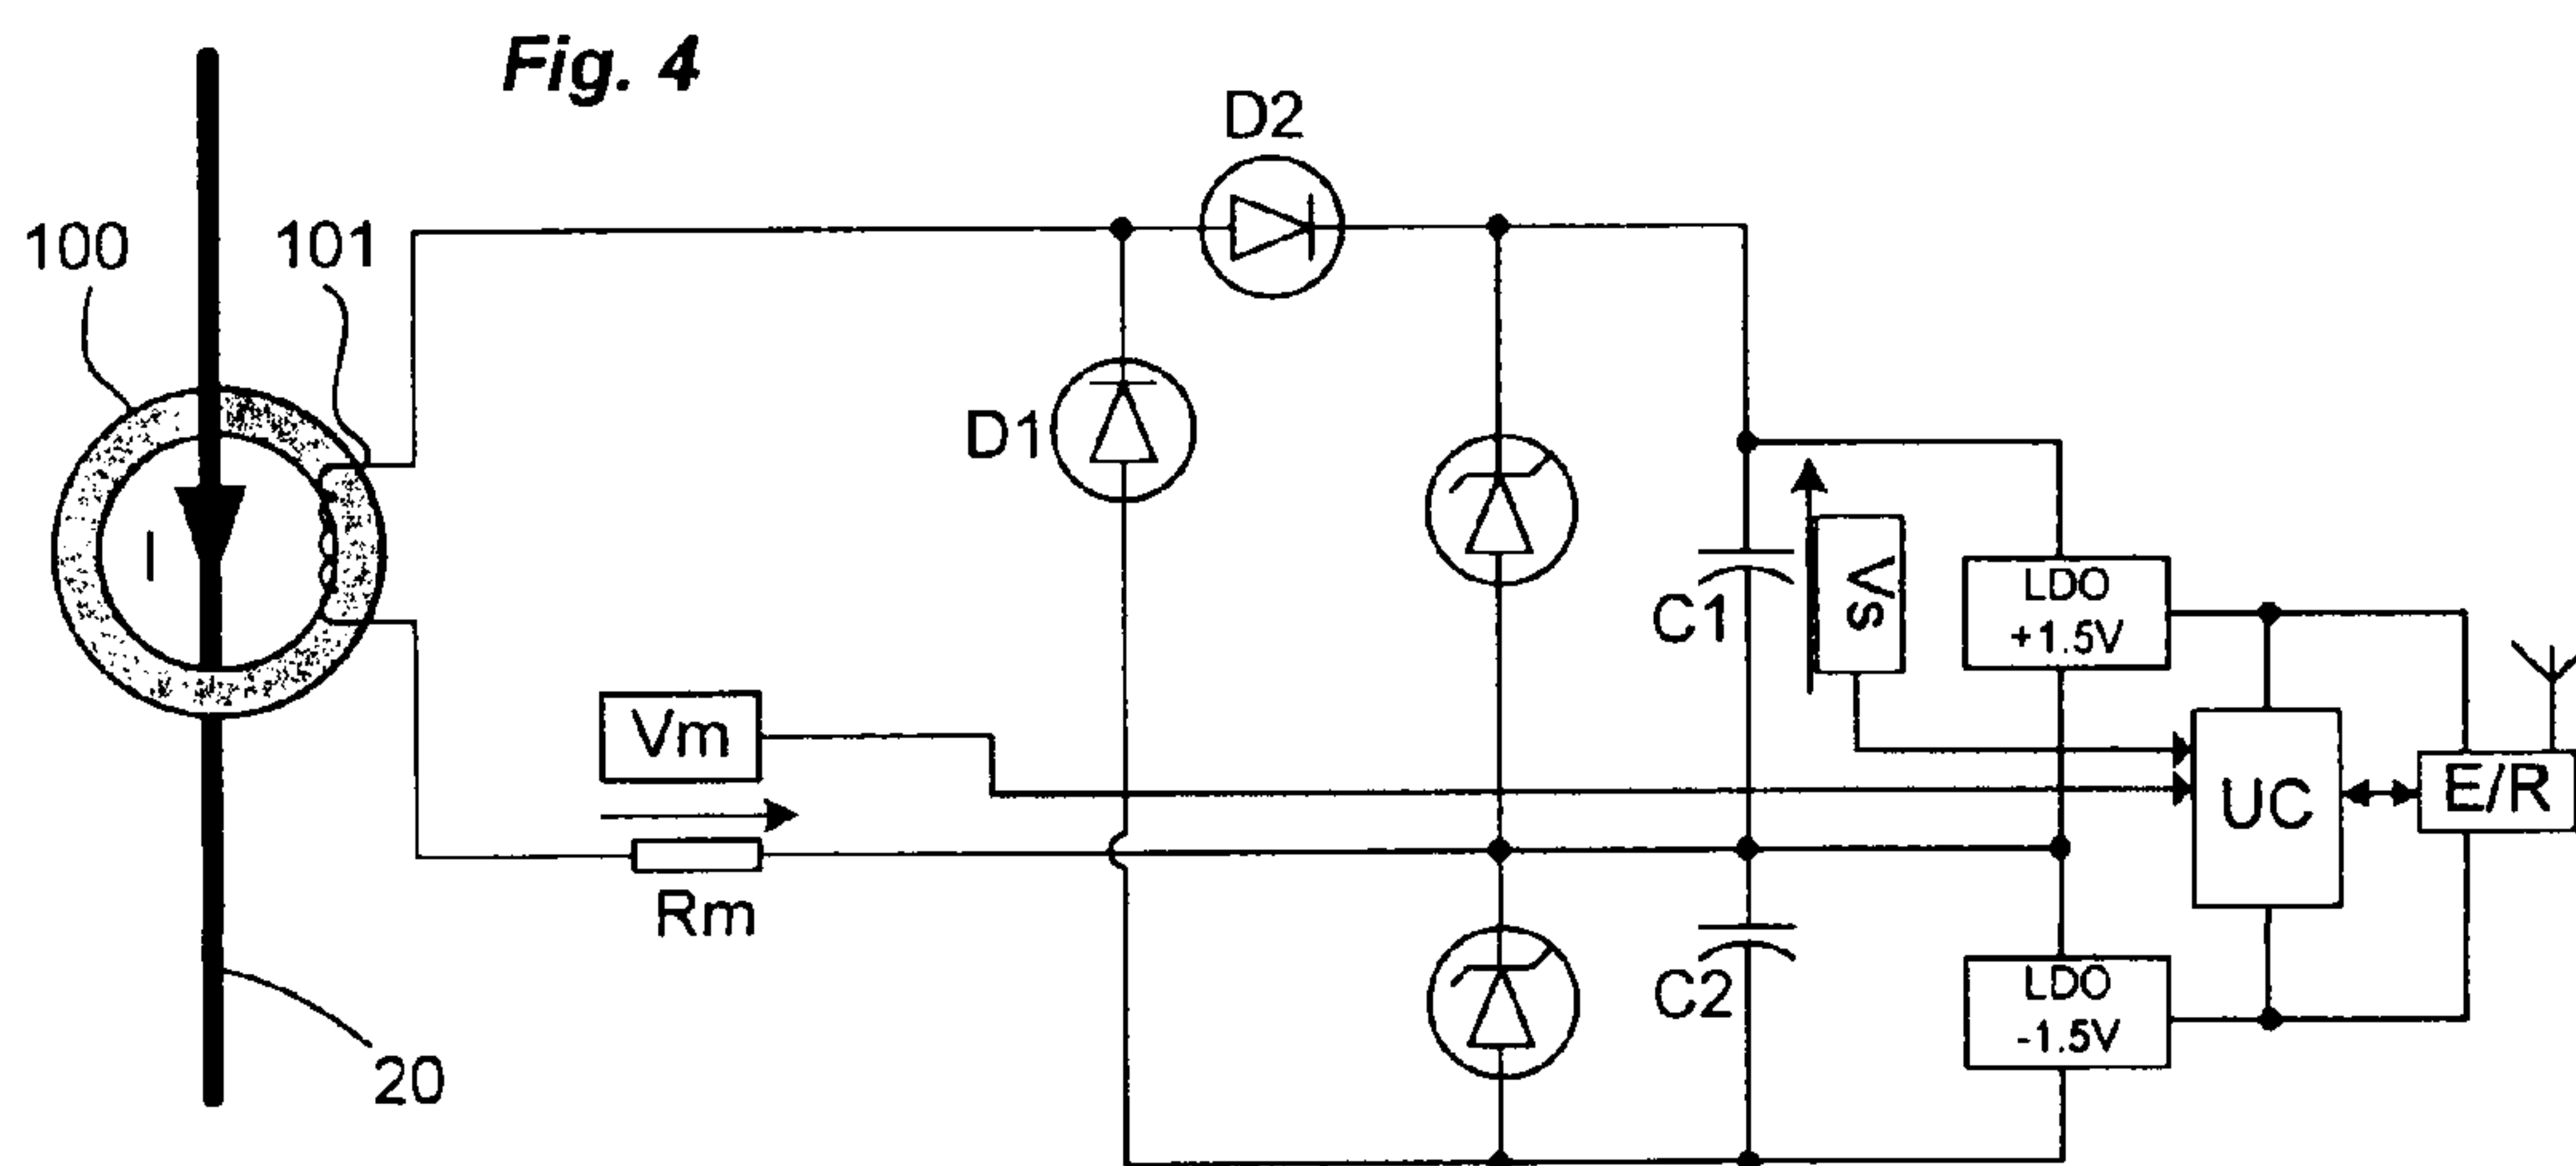 Fig. 4
D2
100
101
D1
I
C1
Vs
LDO
+1.5V
Vm
UC
E/R
Rm
C2
LDO
-1.5V
20